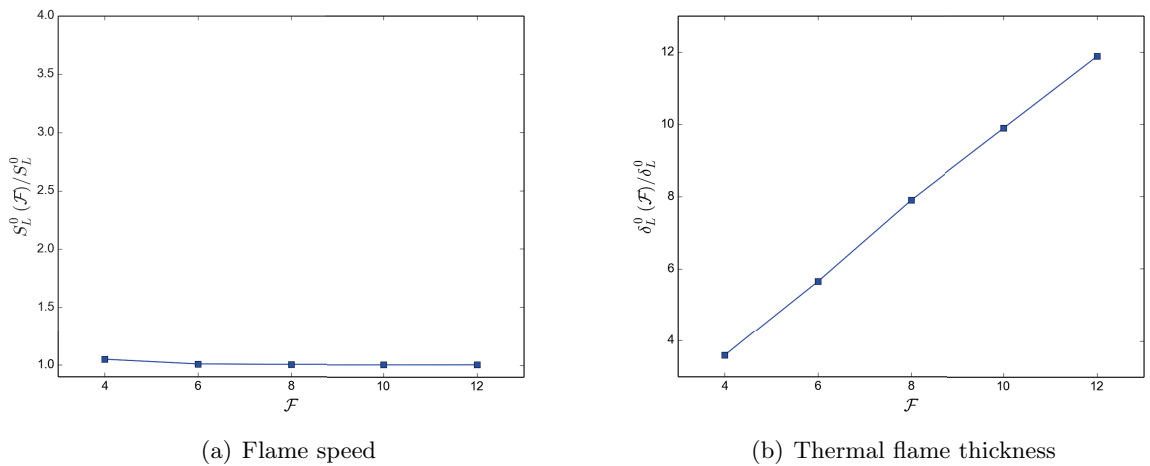 4.0
3.5
3.0
2.5
2.0
1.5
1.0
4 6 8 10 12
S_L^0 (ℱ)/S_L^0
ℱ
(a) Flame speed
12
10
8
6
4
4 6 8 10 12
δ_L^0 (ℱ)/δ_L^0
ℱ
(b) Thermal flame thickness